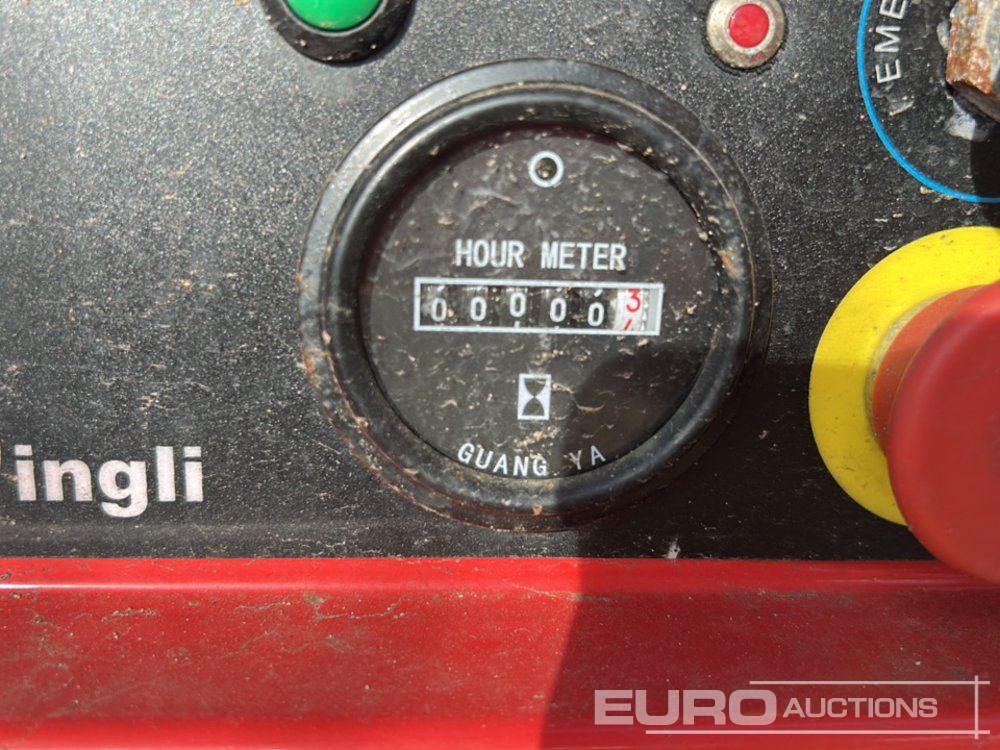 EME
HOUR METER
000003
GUANG YA
ingli
EURO AUCTIONS